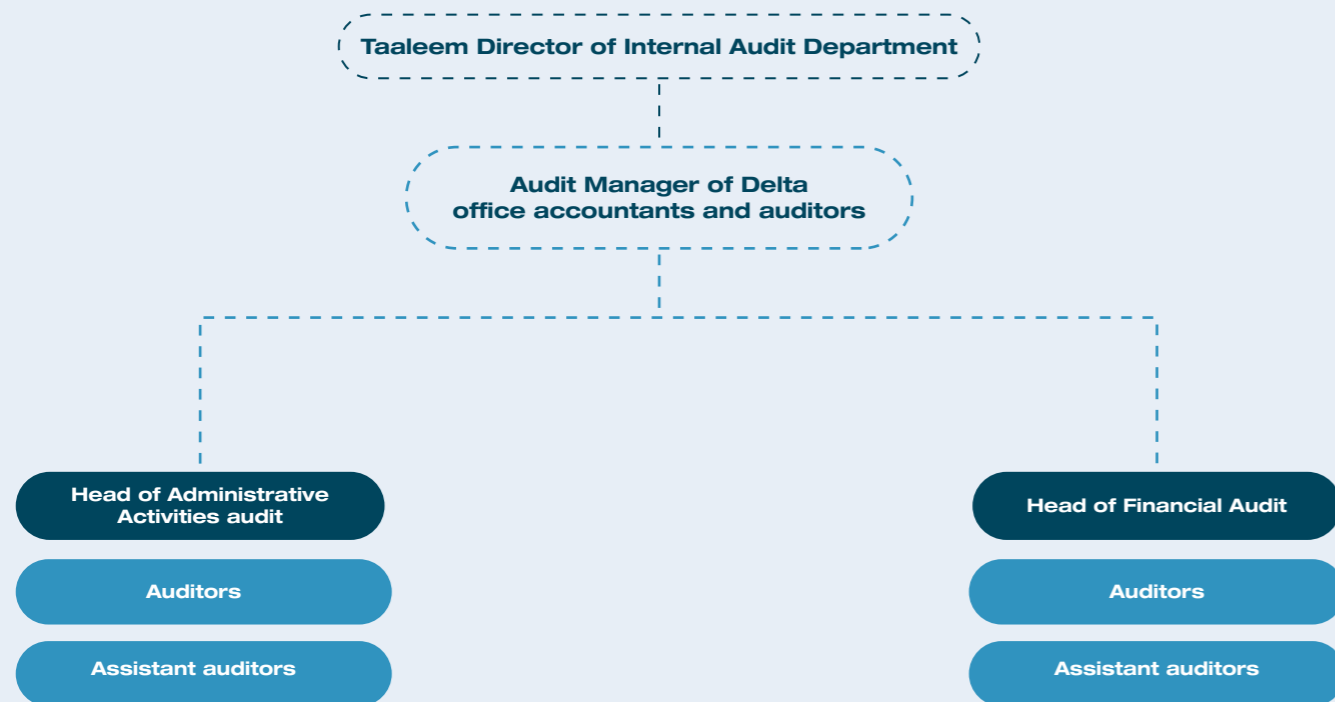 Taaleem Director of Internal Audit Department
Audit Manager of Delta
office accountants and auditors
Head of Administrative
Activities audit
Auditors
Assistant auditors
Head of Financial Audit
Auditors
Assistant auditors